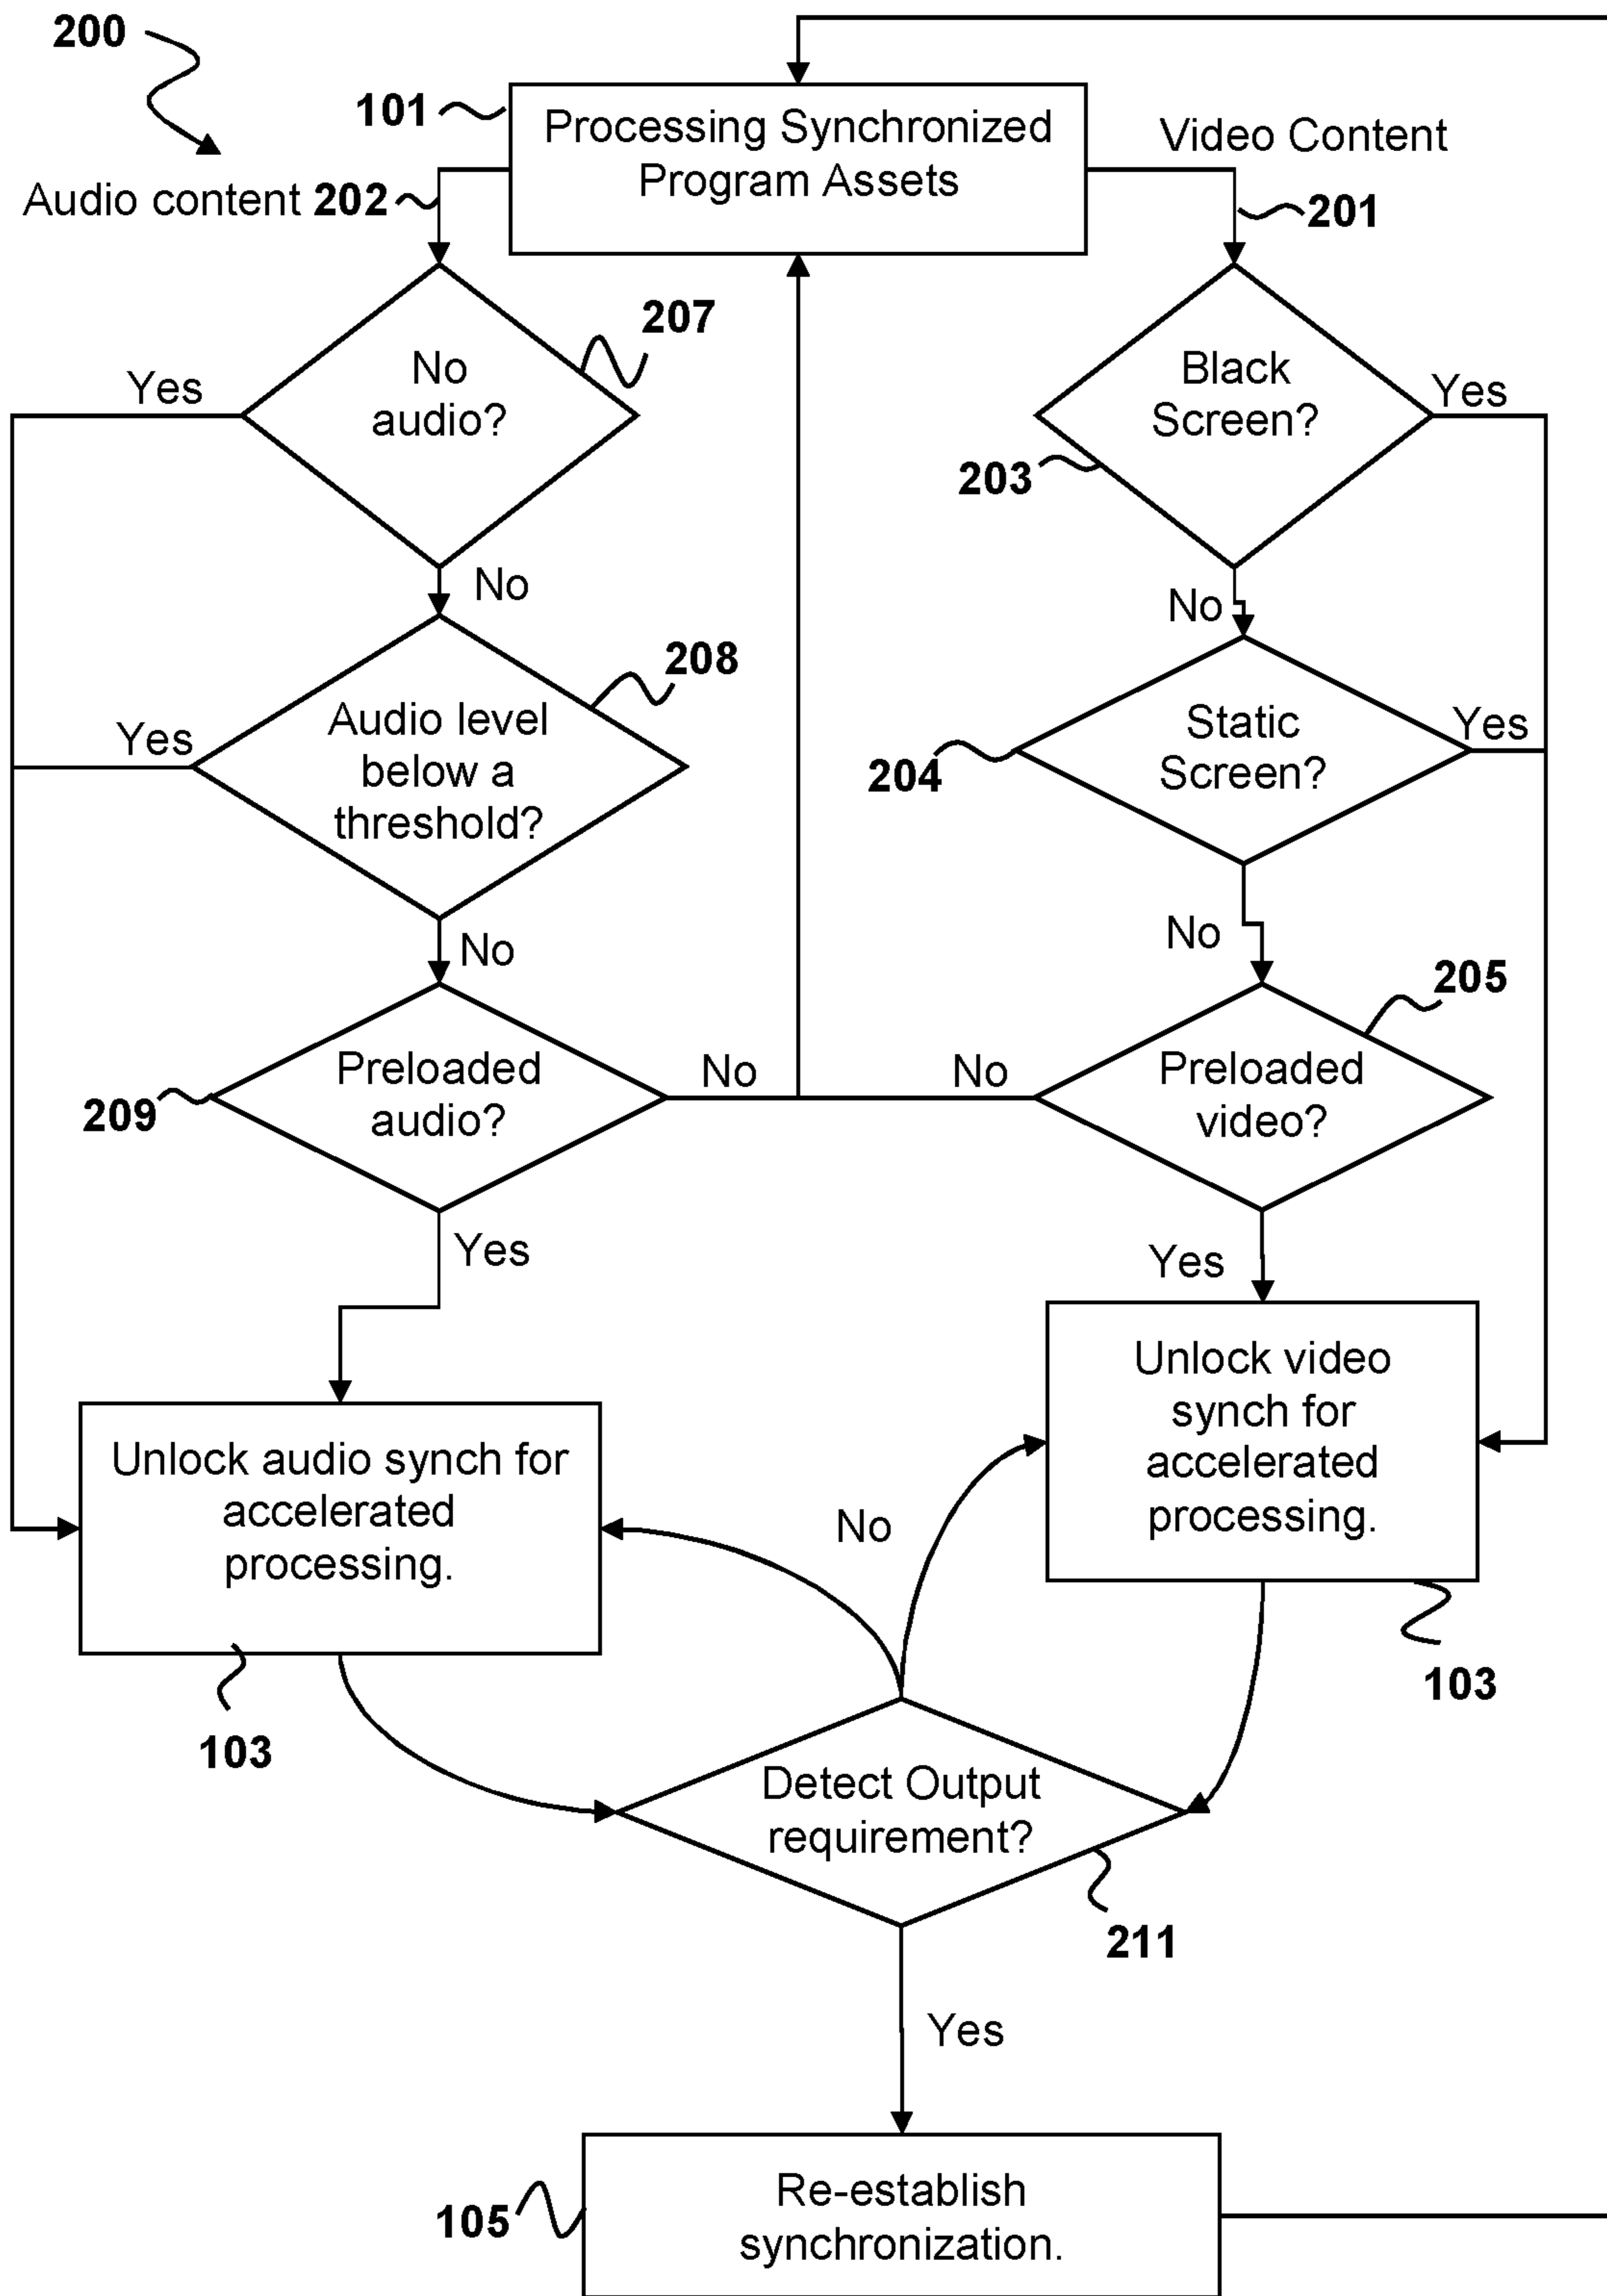 200
101
Processing Synchronized
Program Assets
Video Content
Audio content 202
201
207
No
audio?
Yes
Black
Screen?
Yes
203
No
No
208
Audio level
below a
threshold?
Yes
Static
Screen?
Yes
204
No
No
205
Preloaded
audio?
No
No
Preloaded
video?
209
Yes
Yes
Unlock video
synch for
accelerated
processing.
Unlock audio synch for
accelerated
processing.
No
103
103
Detect Output
requirement?
211
Yes
Re-establish
synchronization.
105